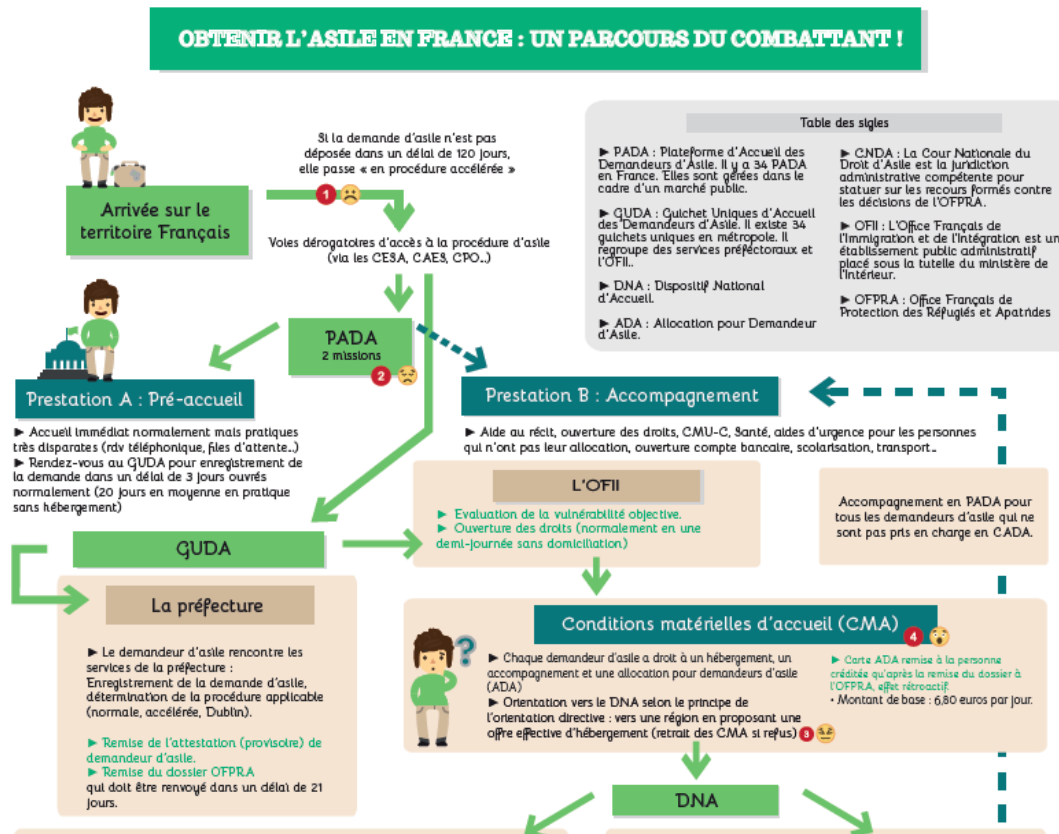 OBTENIR L'ASILE EN FRANCE : UN PARCOURS DU COMBATTANT !
Si la demande d'asile n'est pas
déposée dans un délai de 120 jours,
elle passe « en procédure accélérée »
1
Arrivée sur le
territoire Français
Voies dérogatoires d'accès à la procédure d'asile
(via les CESA, CAES, CPO...)
Table des sigles
► PADA : Plateforme d'Accueil des
Demandeurs d'Asile. Il y a 34 PADA
en France. Elles sont gérées dans le
cadre d'un marché public.
► GUDA : Guichet Uniques d'Accueil
des Demandeurs d'Asile. Il existe 34
guichets uniques en métropole. Il
regroupe des services préfectoraux et
l'OFII..
► DNA : Dispositif National
d'Accueil.
► ADA : Allocation pour Demandeur
d'Asile.
► CNDA : La Cour Nationale du
Droit d'Asile est la juridiction
administrative compétente pour
statuer sur les recours formés contre
les décisions de l'OFPRA.
► OFII : L'Office Français de
l'Immigration et de l'Intégration est un
établissement public administratif
placé sous la tutelle du ministère de
l'Intérieur.
► OFPRA : Office Français de
Protection des Réfugiés et Apatrides
PADA
2 missions
2
Prestation A : Pré-accueil
► Accueil immédiat normalement mais pratiques
très disparates (rdv téléphonique, files d'attente...)
► Rendez-vous au GUDA pour enregistrement de
la demande dans un délai de 3 jours ouvrés
normalement (20 jours en moyenne en pratique
sans hébergement)
Prestation B : Accompagnement
► Aide au récit, ouverture des droits, CMU-C, Santé, aides d'urgence pour les personnes
qui n'ont pas leur allocation, ouverture compte bancaire, scolarisation, transport...
L'OFII
► Evaluation de la vulnérabilité objective.
► Ouverture des droits (normalement en une
demi-journée sans domiciliation)
Accompagnement en PADA pour
tous les demandeurs d'asile qui ne
sont pas pris en charge en CADA.
GUDA
La préfecture
► Le demandeur d'asile rencontre les
services de la préfecture :
Enregistrement de la demande d'asile,
détermination de la procédure applicable
(normale, accélérée, Dublin).
► Remise de l'attestation (provisoire) de
demandeur d'asile.
► Remise du dossier OFPRA
qui doit être renvoyé dans un délai de 21
jours.
Conditions matérielles d'accueil (CMA)
4
?
► Chaque demandeur d'asile a droit à un hébergement, un
accompagnement et une allocation pour demandeurs d'asile
(ADA)
► Orientation vers le DNA selon le principe de
l'orientation directive : vers une région en proposant une
offre effective d'hébergement (retrait des CMA si refus)
3
► Carte ADA remise à la personne
créditée qu'après la remise du dossier à
l'OFPRA, effet rétroactif.
• Montant de base : 6,80 euros par jour.
DNA